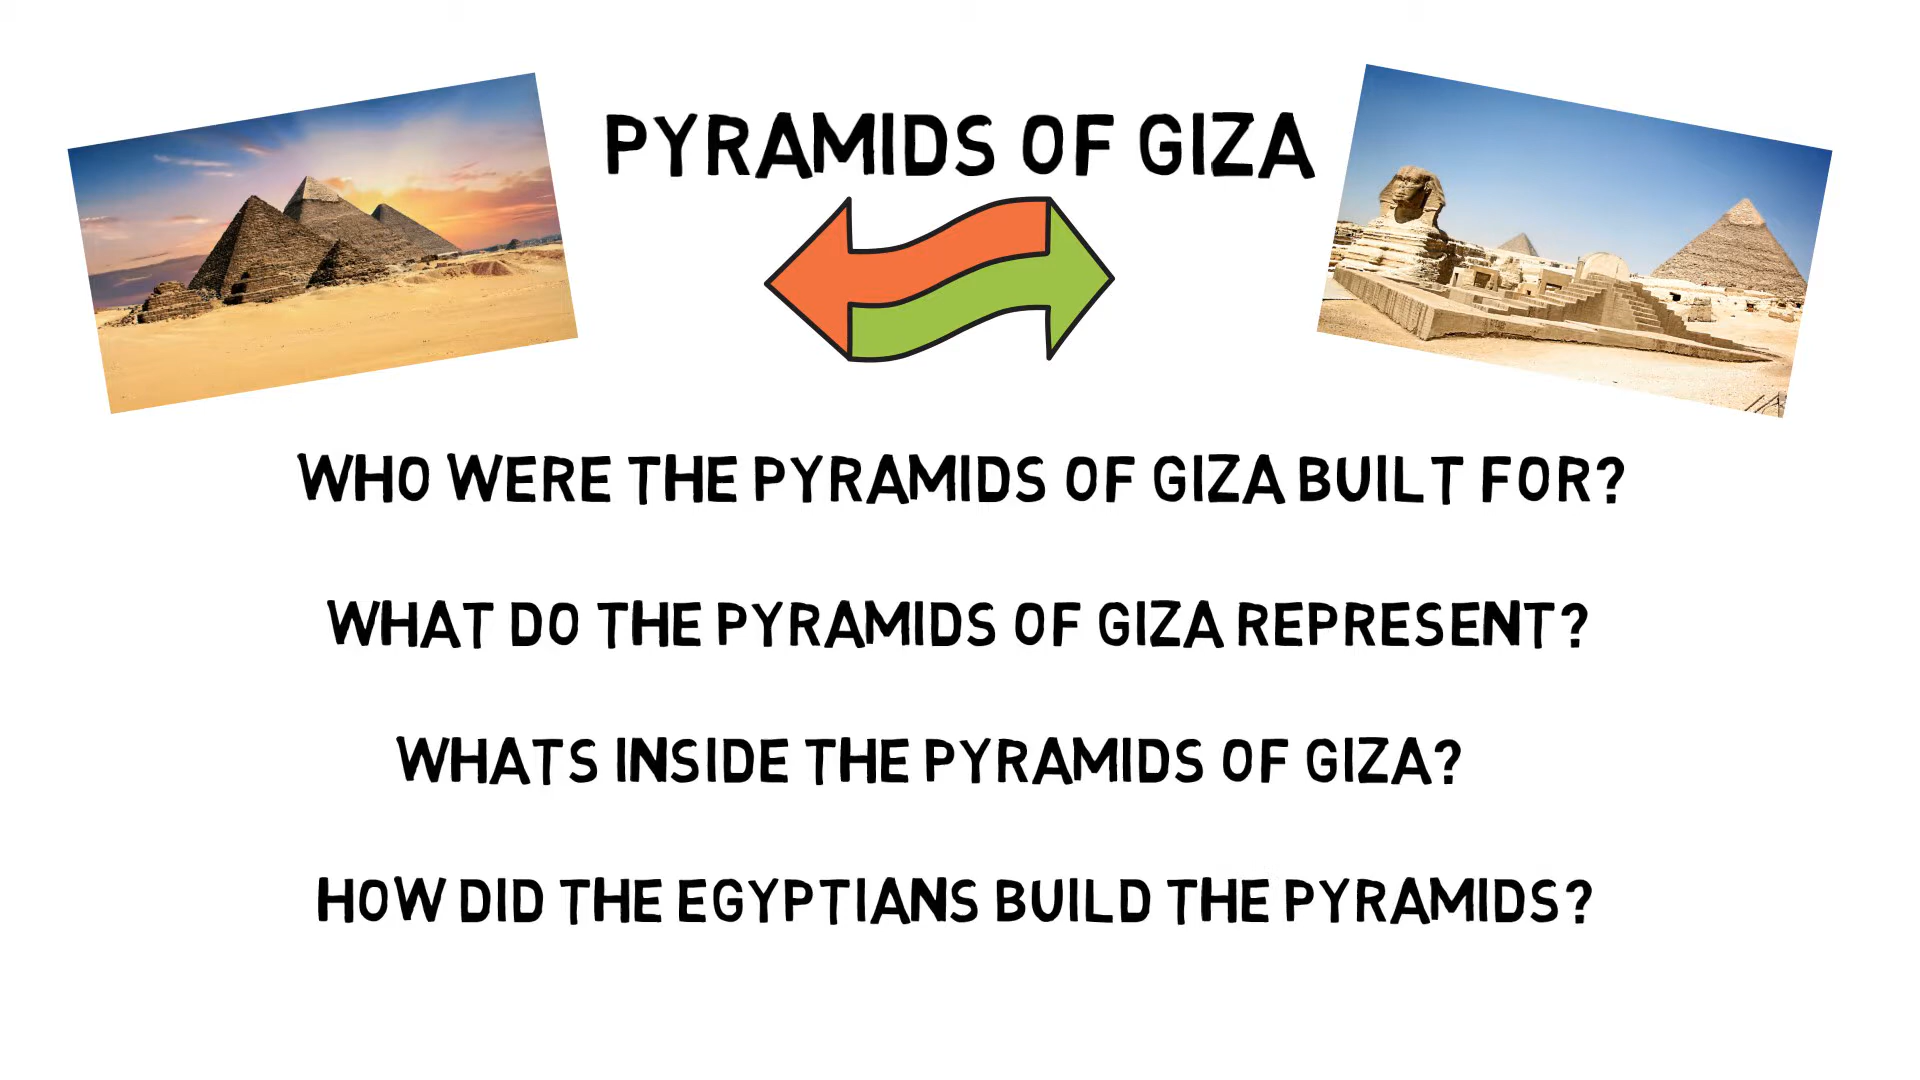 PYRAMIDS OF GIZA
WHO WERE THE PYRAMIDS OF GIZA BUILT FOR?
WHAT DO THE PYRAMIDS OF GIZA REPRESENT?
WHATS INSIDE THE PYRAMIDS OF GIZA?
HOW DID THE EGYPTIANS BUILD THE PYRAMIDS?